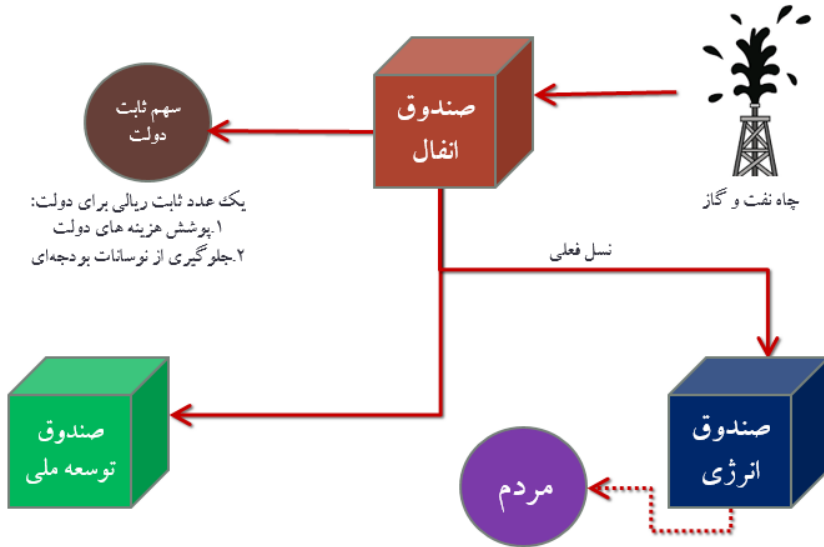 صندوق
انفال
سهم ثابت
دولت
چاه نفت و گاز
یک عدد ثابت ریالی برای دولت:
۱.پوشش هزینه های دولت
۲.جلوگیری از نوسانات بودجه‌ای
نسل فعلی
صندوق
توسعه ملی
صندوق
انرژی
مردم